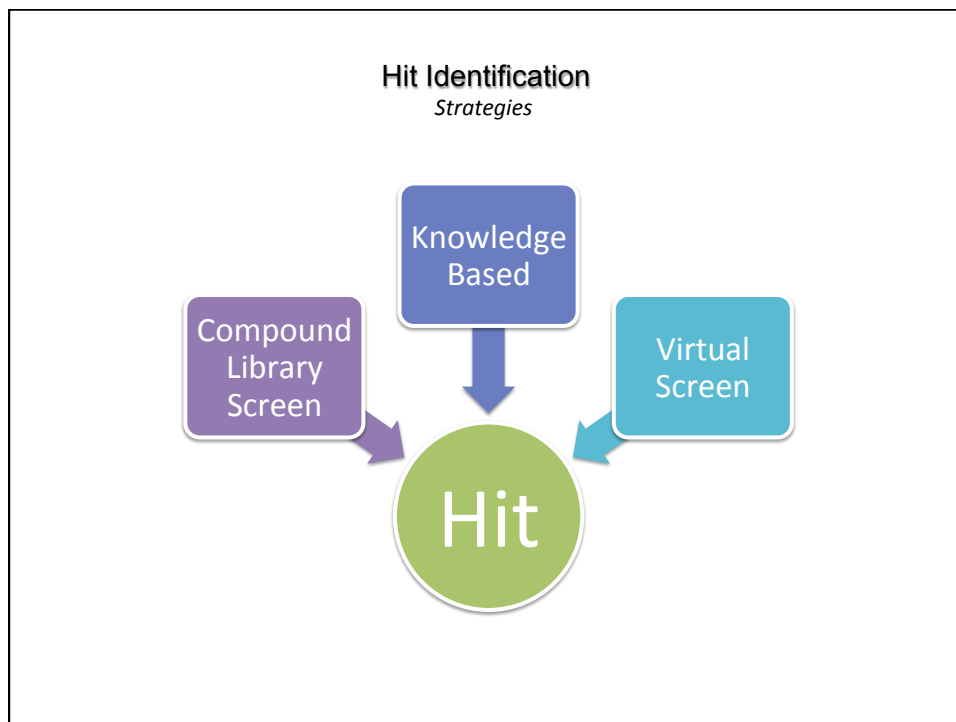 Hit Identification
Strategies
Knowledge
Based
Compound
Library
Screen
Virtual
Screen
Hit